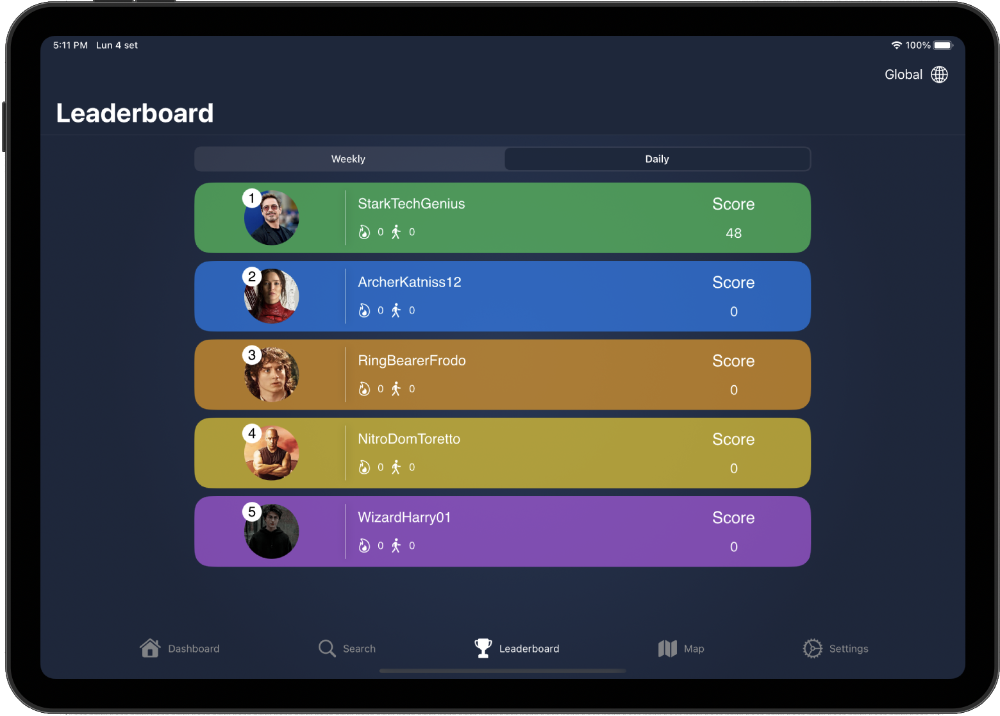 5:11 PM Lun 4 set 100%
Global
Leaderboard
Weekly Daily
1 StarkTechGenius Score
0 0 48
2 ArcherKatniss12 Score
0 0 0
3 RingBearerFrodo Score
0 0 0
4 NitroDomToretto Score
0 0 0
5 WizardHarry01 Score
0 0 0
Dashboard Search Leaderboard Map Settings